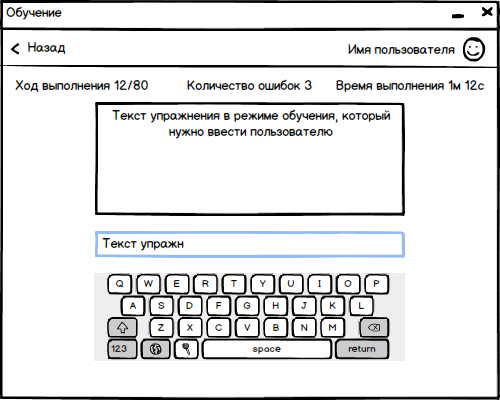 Обучение
Назад
Имя пользователя
Ход выполнения 12/80 Количество ошибок 3 Время выполнения 1м 12с
Текст упражнения в режиме обучения, который
нужно ввести пользователю
Текст упражн
Q W E R T Y U I O P
A S D F G H J K L
Z X C V B N M
123 space return